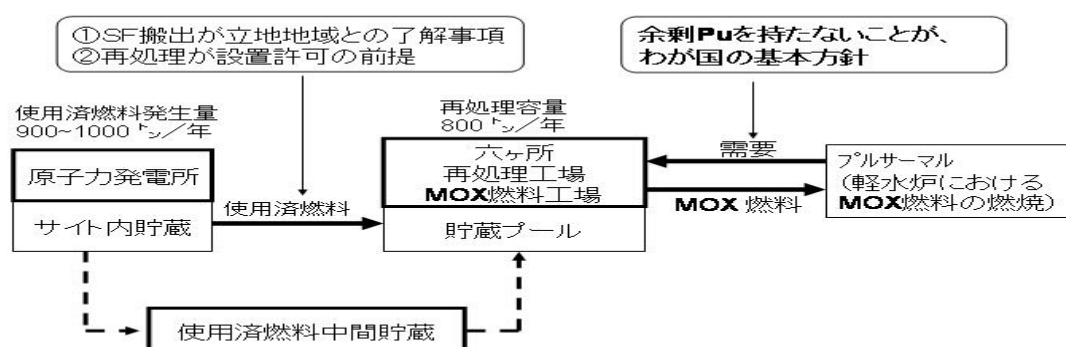 ①SF搬出が立地地域との了解事項
②再処理が設置許可の前提
余剰Puを持たないことが、
わが国の基本方針
使用済燃料発生量
900~1000㌧／年
再処理容量
800㌧／年
原子力発電所
サイト内貯蔵
使用済燃料
六ヶ所
再処理工場
MOX燃料工場
貯蔵プール
需要
MOX 燃料
プルサーマル
(軽水炉における
MOX燃料の燃焼)
使用済燃料中間貯蔵